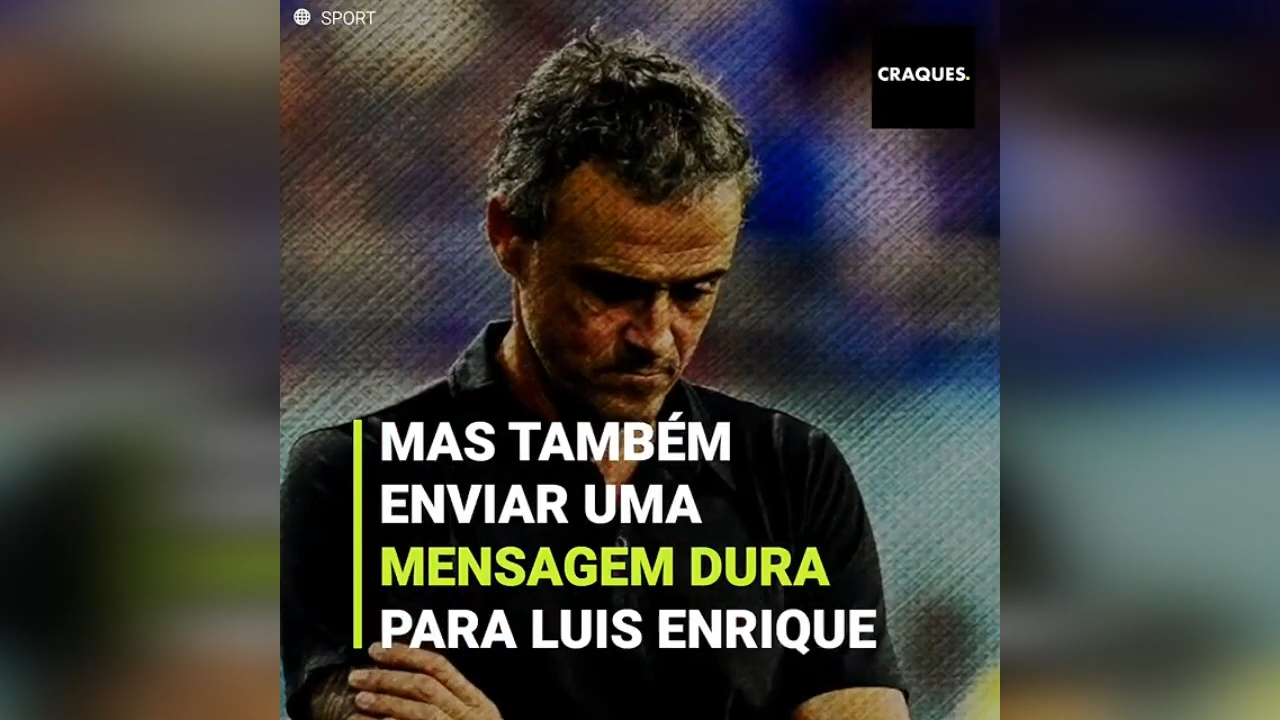 SPORT
CRAQUES.
MAS TAMBÉM
ENVIAR UMA
MENSAGEM DURA
PARA LUIS ENRIQUE